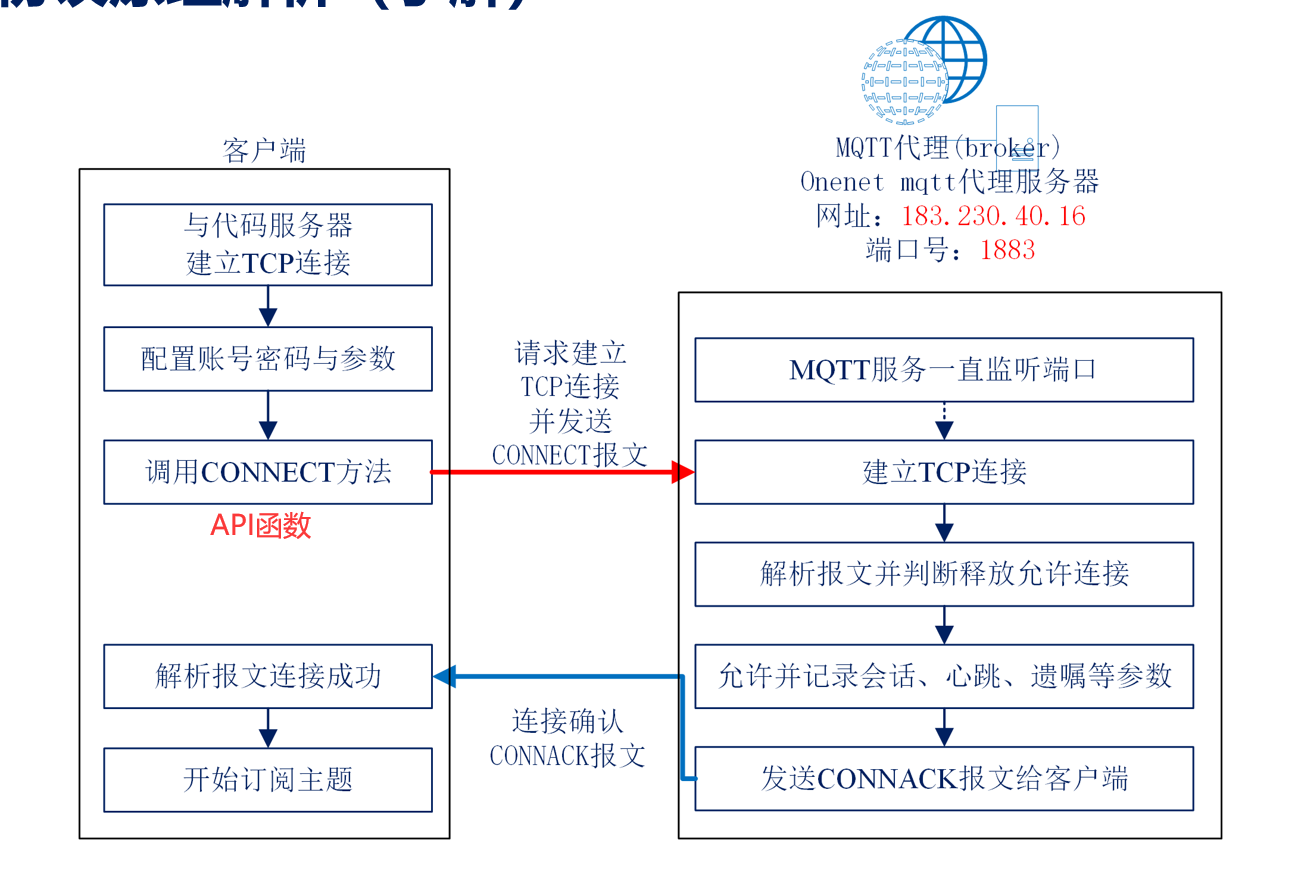 客户端
与代码服务器
建立TCP连接
配置账号密码与参数
调用CONNECT方法
API函数
解析报文连接成功
开始订阅主题
请求建立
TCP连接
并发送
CONNECT报文
连接确认
CONNACK报文
MQTT代理(broker)
Onenet mqtt代理服务器
网址：183.230.40.16
端口号：1883
MQTT服务一直监听端口
建立TCP连接
解析报文并判断释放允许连接
允许并记录会话、心跳、遗嘱等参数
发送CONNACK报文给客户端